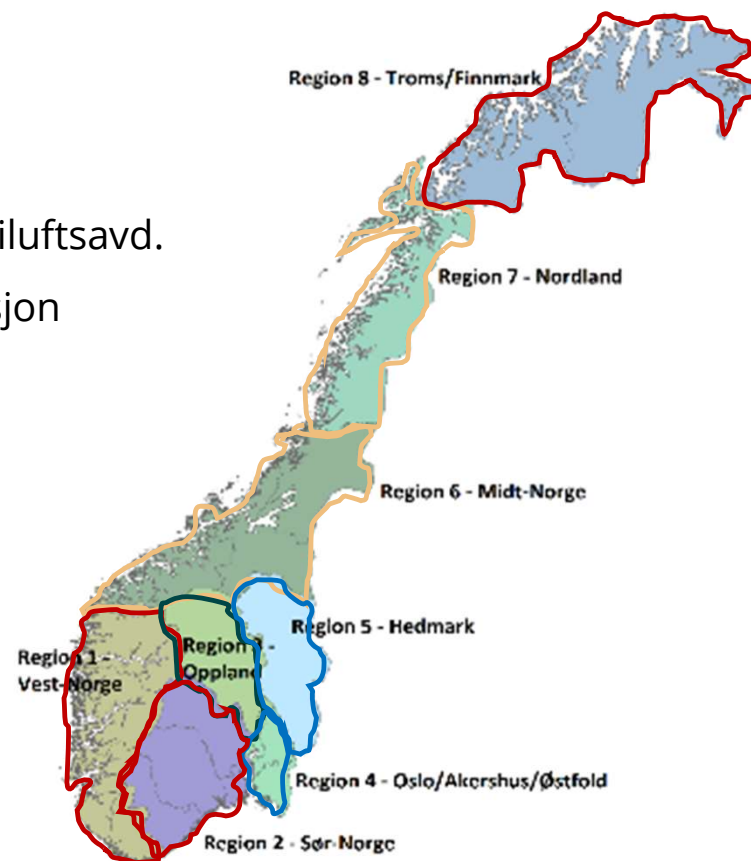 Region 8 - Troms/Finnmark
iluftsavd.
Region 7 - Nordland
sjon
Region 6 - Midt-Norge
Region 5 - Hedmark
Region 3 -
Oppland
Region 1 -
Vest-Norge
Region 4 - Oslo/Akershus/Østfold
Region 2 - Sør-Norge